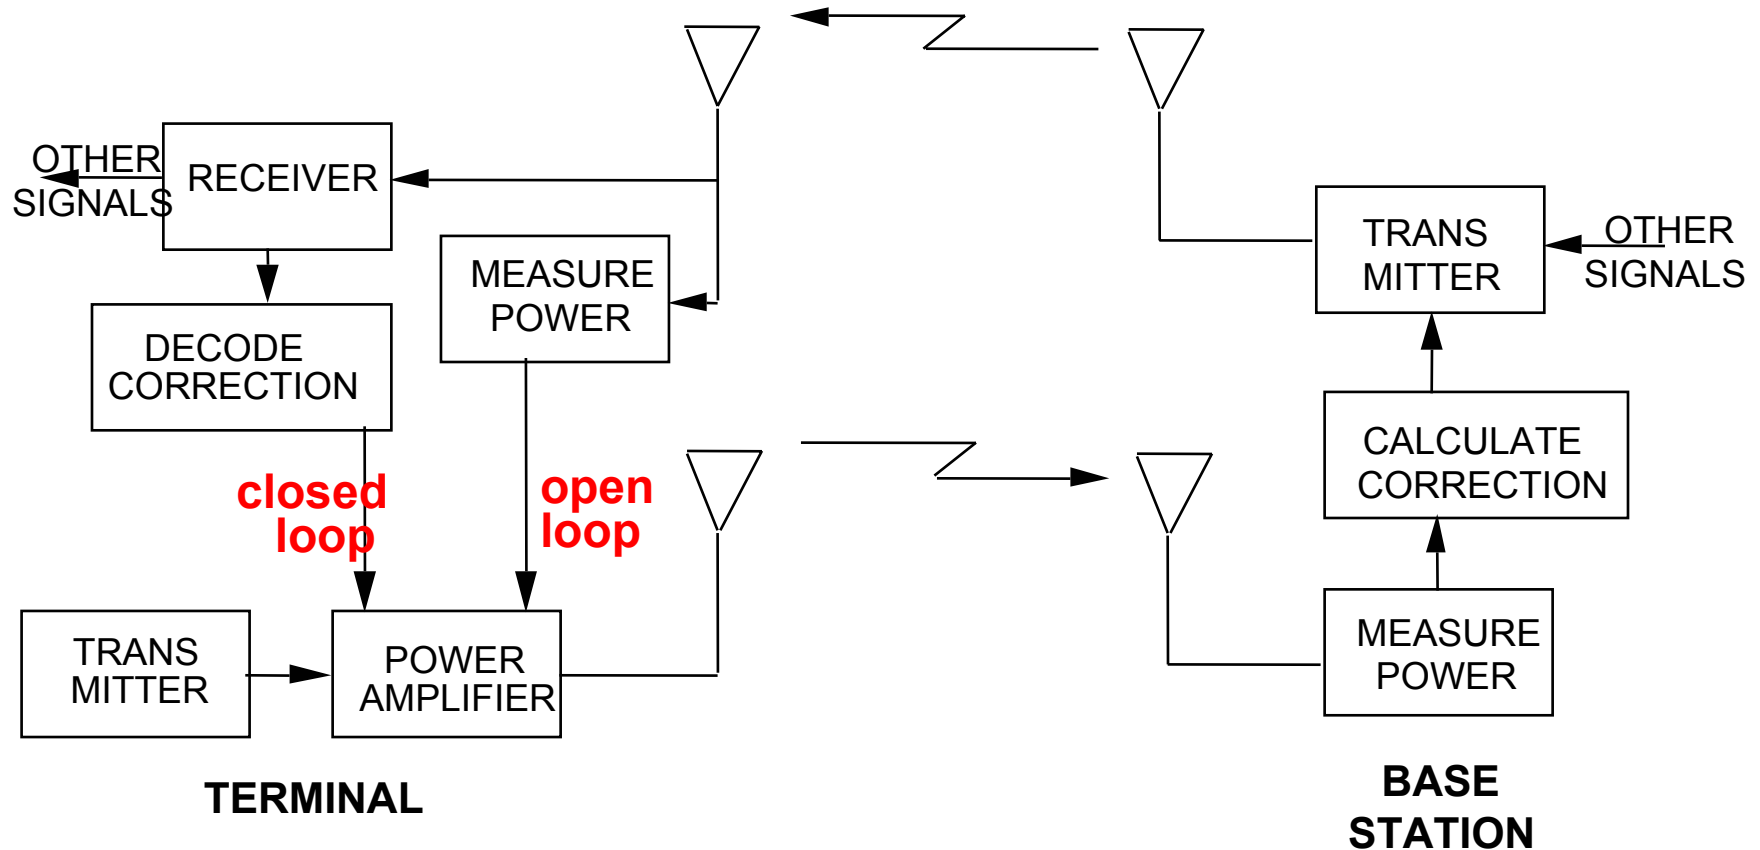 OTHER
SIGNALS
RECEIVER
MEASURE
POWER
DECODE
CORRECTION
closed
loop
open
loop
TRANS
MITTER
POWER
AMPLIFIER
TERMINAL
TRANS
MITTER
OTHER
SIGNALS
CALCULATE
CORRECTION
MEASURE
POWER
BASE
STATION